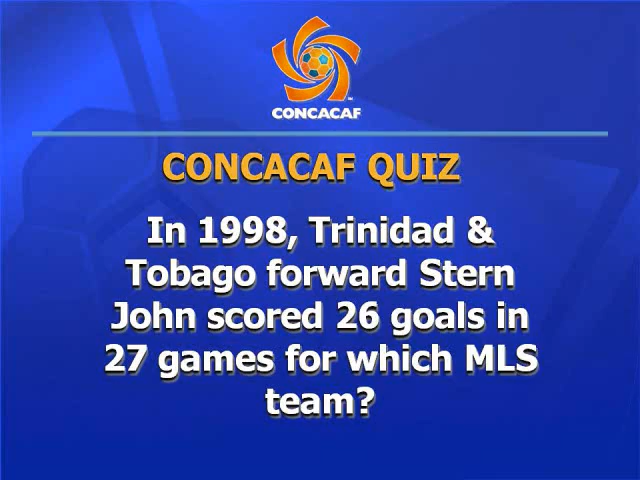 CONCACAF
CONCACAF QUIZ
In 1998, Trinidad &
Tobago forward Stern
John scored 26 goals in
27 games for which MLS
team?